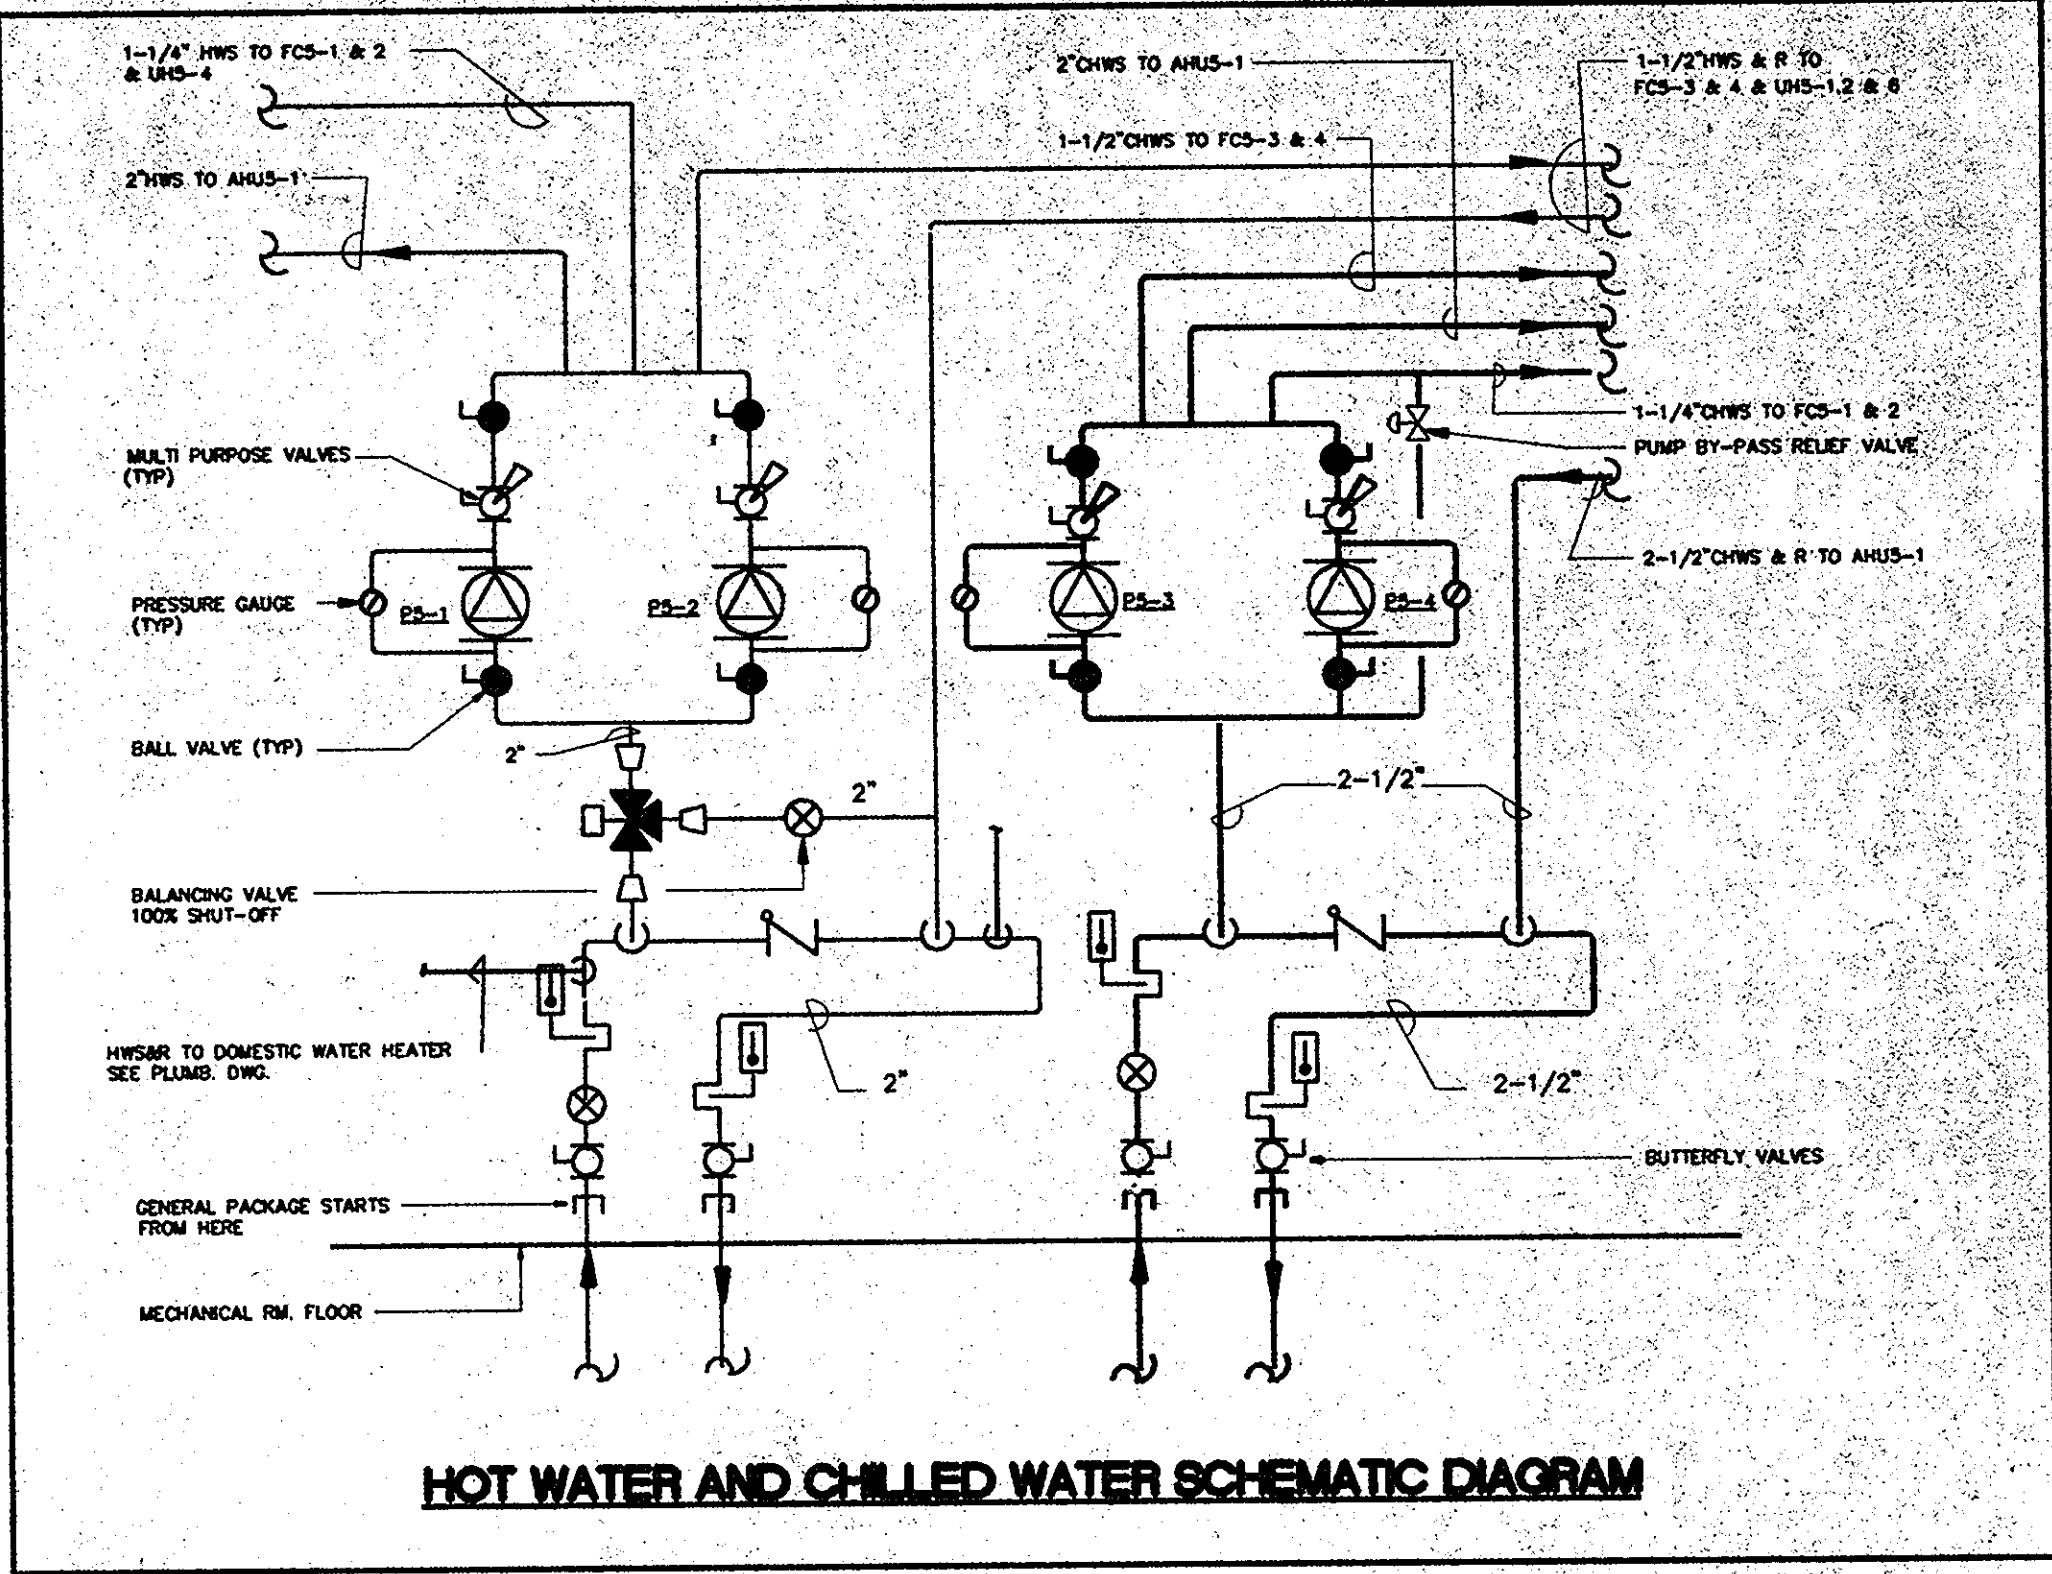 1-1/4" HWS TO FC5-1 & 2
& UH5-4
2"CHWS TO AHU5-1
1-1/2"HWS & R TO
FC5-3 & 4 & UH5-1,2 & 6
1-1/2"CHWS TO FC5-3 & 4
2"HWS TO AHU5-1
1-1/4"CHWS TO FC5-1 & 2
PUMP BY-PASS RELIEF VALVE
MULTI PURPOSE VALVES
(TYP)
2-1/2"CHWS & R TO AHU5-1
PRESSURE GAUGE
(TYP)
P5-1
P5-2
P5-3
P5-4
BALL VALVE (TYP)
2"
2"
2-1/2"
BALANCING VALVE
100% SHUT-OFF
HWS&R TO DOMESTIC WATER HEATER
SEE PLUMB. DWG.
2"
2-1/2"
BUTTERFLY VALVES
GENERAL PACKAGE STARTS
FROM HERE
MECHANICAL RM. FLOOR
HOT WATER AND CHILLED WATER SCHEMATIC DIAGRAM